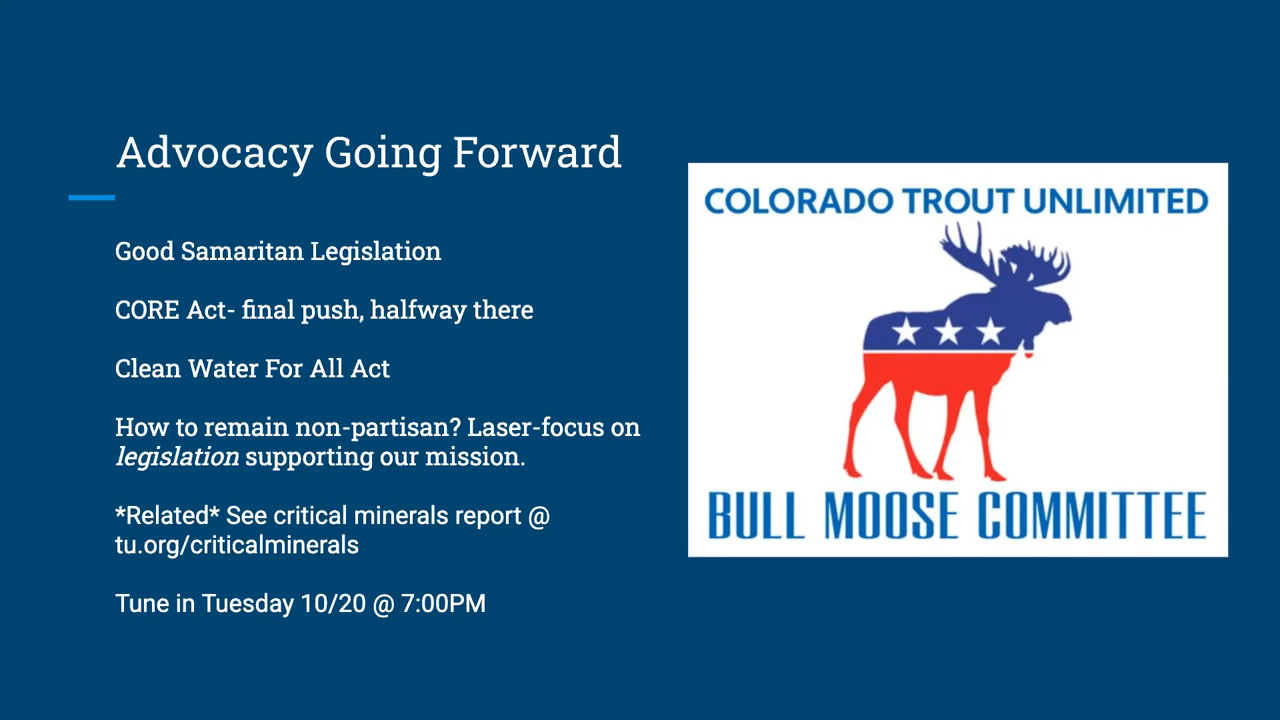 Advocacy Going Forward
Good Samaritan Legislation
CORE Act- final push, halfway there
Clean Water For All Act
How to remain non-partisan? Laser-focus on
legislation supporting our mission.
*Related* See critical minerals report @
tu.org/criticalminerals
Tune in Tuesday 10/20 @ 7:00PM
COLORADO TROUT UNLIMITED
BULL MOOSE COMMITTEE